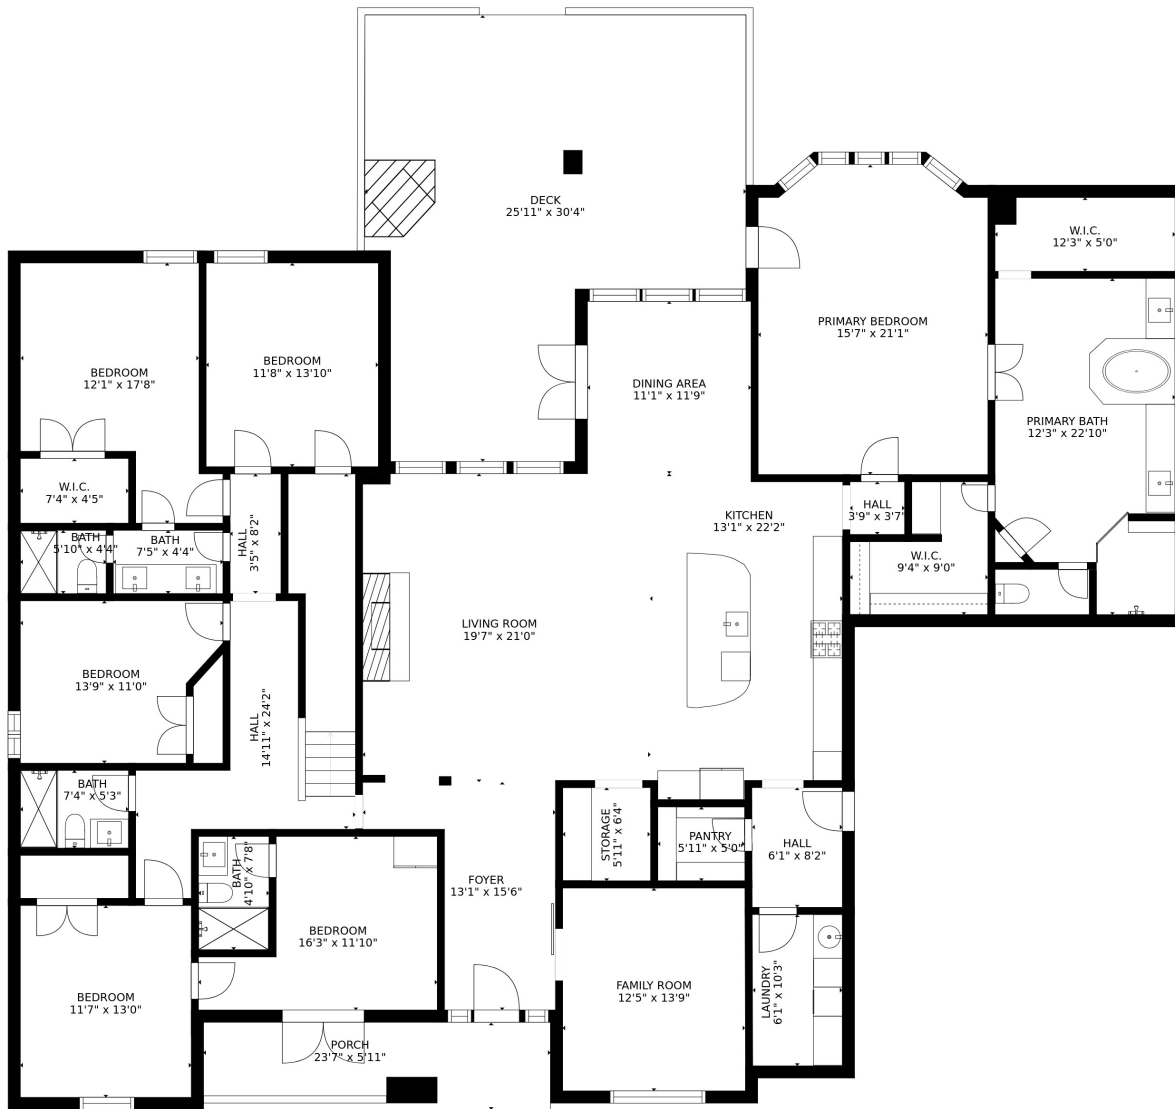 DECK
25'11" x 30'4"
W.I.C.
12'3" x 5'0"
PRIMARY BEDROOM
15'7" x 21'1"
BEDROOM
12'1" x 17'8"
BEDROOM
11'8" x 13'10"
DINING AREA
11'1" x 11'9"
PRIMARY BATH
12'3" x 22'10"
W.I.C.
7'4" x 4'5"
HALL
3'5" x 8'2"
KITCHEN
13'1" x 22'2"
HALL
3'9" x 3'7"
BATH
5'10" x 4'4"
BATH
7'5" x 4'4"
W.I.C.
9'4" x 9'0"
LIVING ROOM
19'7" x 21'0"
BEDROOM
13'9" x 11'0"
HALL
14'11" x 24'2"
BATH
7'4" x 5'3"
STORAGE
5'11" x 6'4"
PANTRY
5'11" x 5'0"
HALL
6'1" x 8'2"
BATH
4'10" x 7'8"
FOYER
13'1" x 15'6"
BEDROOM
16'3" x 11'10"
BEDROOM
11'7" x 13'0"
FAMILY ROOM
12'5" x 13'9"
LAUNDRY
6'1" x 10'3"
PORCH
23'7" x 5'11"